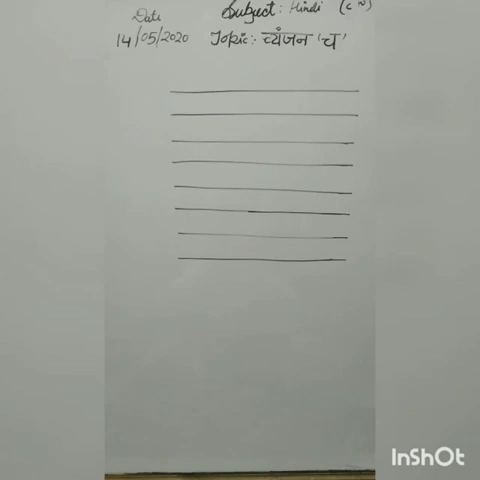 Date
Subject: Hindi (C W)
14/05/2020 Topic: व्यंजन 'च'
InShOt